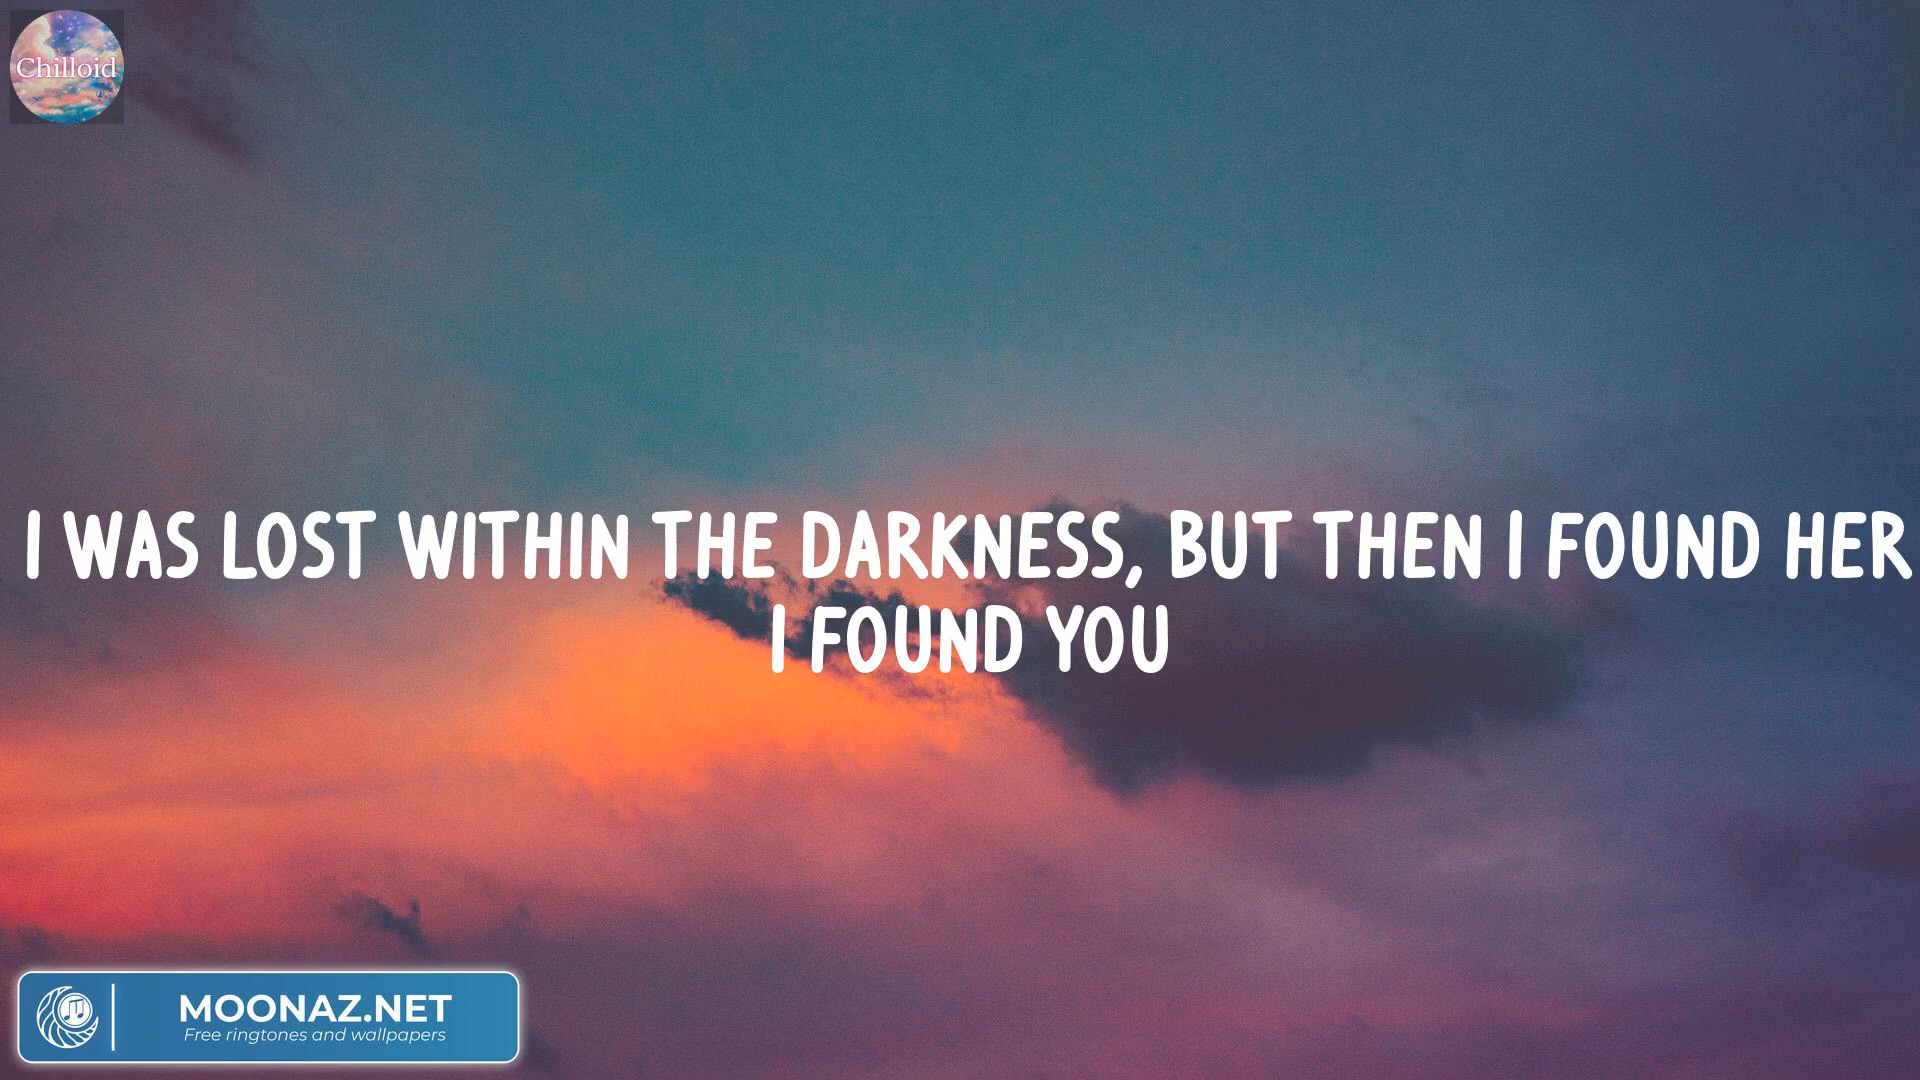 Chilloid
I WAS LOST WITHIN THE DARKNESS, BUT THEN I FOUND HER
I FOUND YOU
MOONAZ.NET
Free ringtones and wallpapers